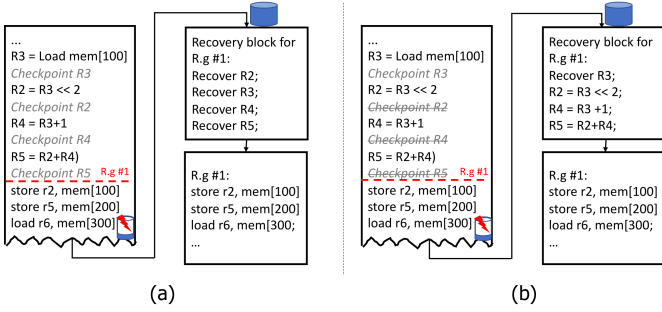 ...
R3 = Load mem[100]
Checkpoint R3
R2 = R3 << 2
Checkpoint R2
R4 = R3+1
Checkpoint R4
R5 = R2+R4)
Checkpoint R5
R.g #1
store r2, mem[100]
store r5, mem[200]
load r6, mem[300]
Recovery block for
R.g #1:
Recover R2;
Recover R3;
Recover R4;
Recover R5;
R.g #1:
store r2, mem[100]
store r5, mem[200]
load r6, mem[300;
...
(a)
...
R3 = Load mem[100]
Checkpoint R3
R2 = R3 << 2
Checkpoint R2
R4 = R3+1
Checkpoint R4
R5 = R2+R4)
Checkpoint R5
R.g #1
store r2, mem[100]
store r5, mem[200]
load r6, mem[300]
Recovery block for
R.g #1:
Recover R3;
R2 = R3 << 2;
R4 = R3 +1;
R5 = R2+R4;
R.g #1:
store r2, mem[100]
store r5, mem[200]
load r6, mem[300;
...
(b)